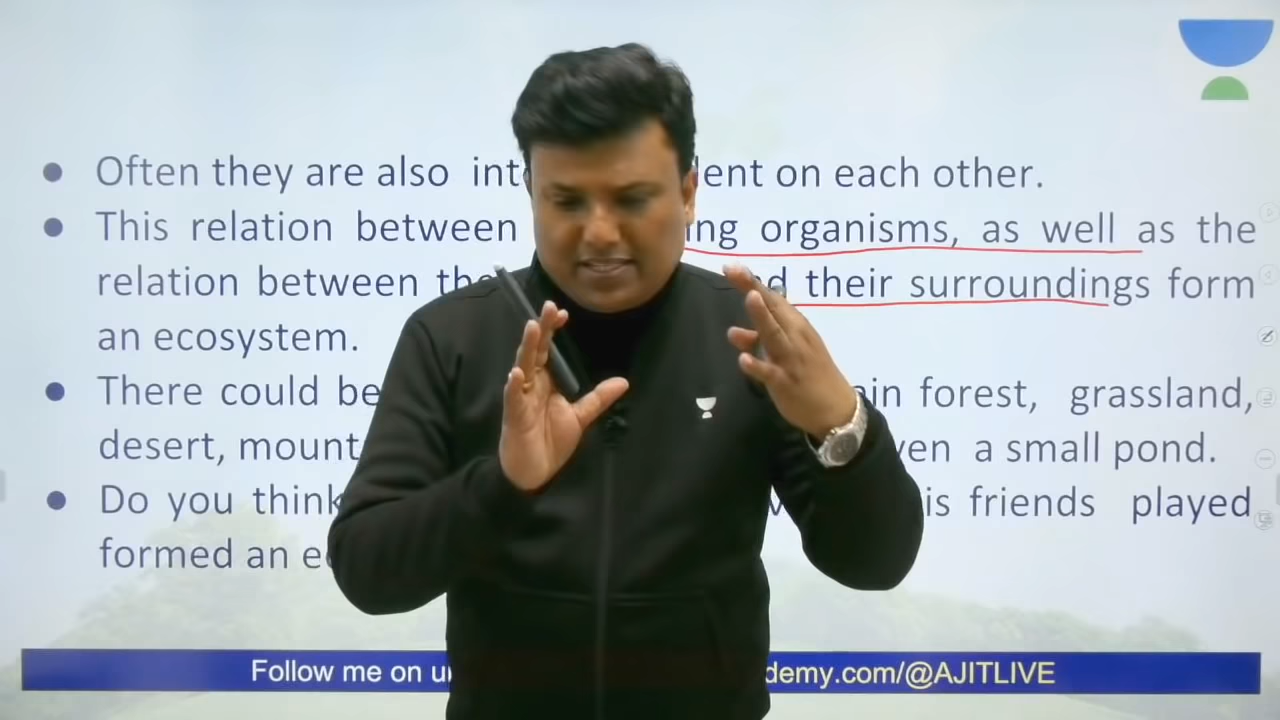 Often they are also int dent on each other.
This relation between ing organisms, as well as the
relation between the d their surroundings form
an ecosystem.
There could be ain forest, grassland,
desert, mount ven a small pond.
Do you think is friends played
formed an e
Follow me on u demy.com/@AJITLIVE